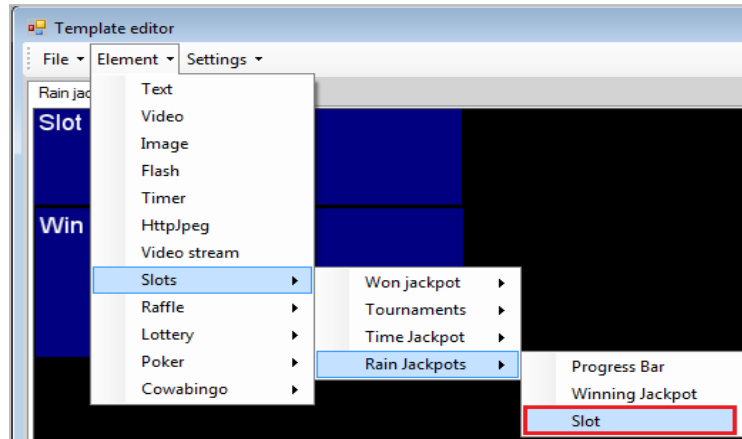 Template editor
File Element Settings
Rain jac
Slot
Win
Text
Video
Image
Flash
Timer
HttpJpeg
Video stream
Slots
Raffle
Lottery
Poker
Cowabingo
Won jackpot
Tournaments
Time Jackpot
Rain Jackpots
Progress Bar
Winning Jackpot
Slot